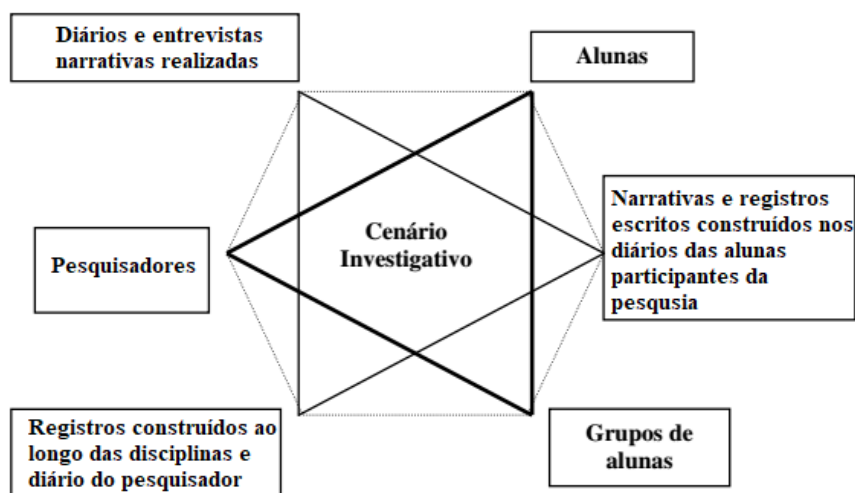 Diários e entrevistas
narrativas realizadas
Alunas
Pesquisadores
Cenário
Investigativo
Narrativas e registros
escritos construídos nos
diários das alunas
participantes da
pesqusia
Registros construídos ao
longo das disciplinas e
diário do pesquisador
Grupos de
alunas